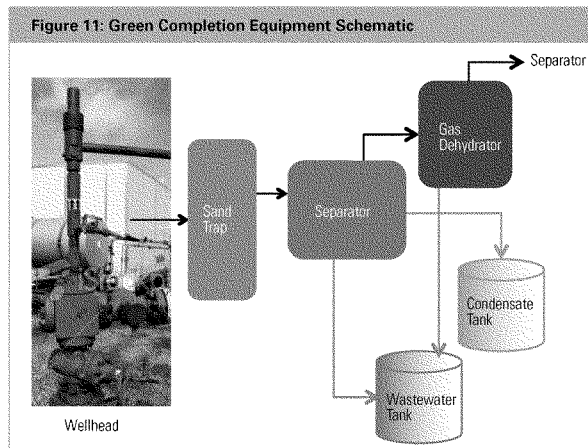 Figure 11: Green Completion Equipment Schematic
Separator
Gas
Dehydrator
Sand
Trap
Separator
Condensate
Tank
Wastewater
Tank
Wellhead